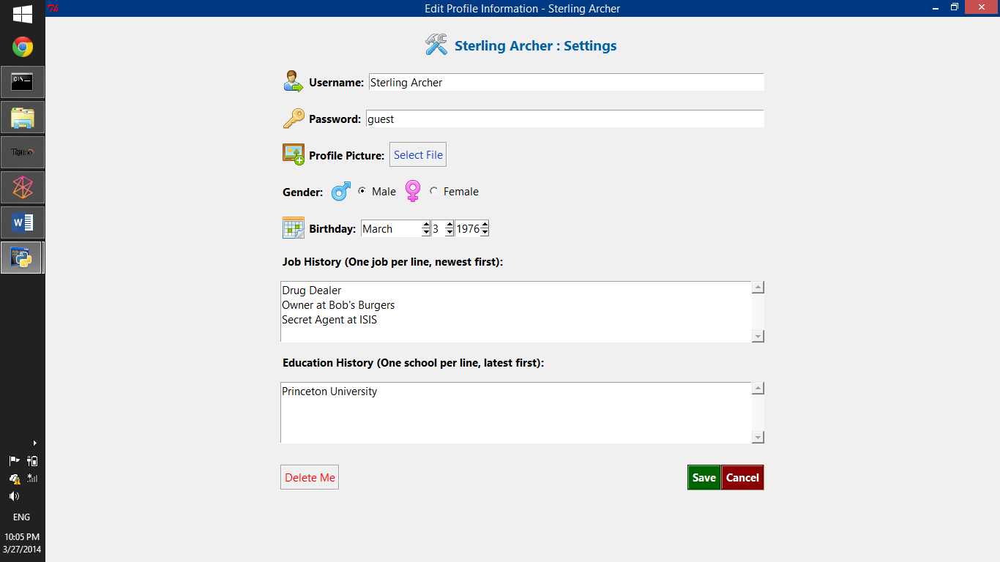 Edit Profile Information - Sterling Archer
Sterling Archer : Settings
Username: Sterling Archer
Password: guest
Profile Picture: Select File
Gender: Male Female
Birthday: March 3 1976
Job History (One job per line, newest first):
Drug Dealer
Owner at Bob's Burgers
Secret Agent at ISIS
Education History (One school per line, latest first):
Princeton University
Delete Me Save Cancel
C:\
ENG
10:05 PM
3/27/2014